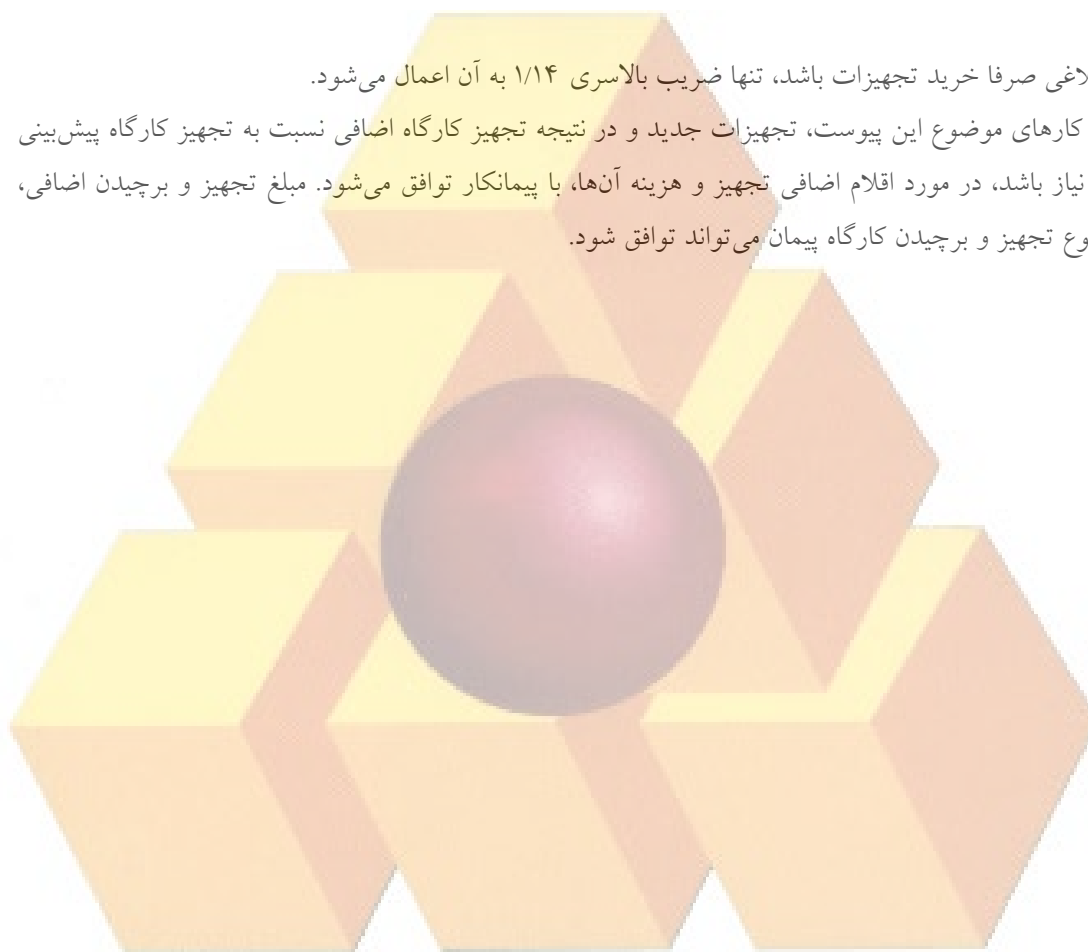 لاغی صرفا خرید تجهیزات باشد، تنها ضریب بالاسری ۱/۱۴ به آن اعمال می‌شود.
کارهای موضوع این پیوست، تجهیزات جدید و در نتیجه تجهیز کارگاه اضافی نسبت به تجهیز کارگاه پیش‌بینی
نیاز باشد، در مورد اقلام اضافی تجهیز و هزینه آن‌ها، با پیمانکار توافق می‌شود. مبلغ تجهیز و برچیدن اضافی،
وع تجهیز و برچیدن کارگاه پیمان می‌تواند توافق شود.